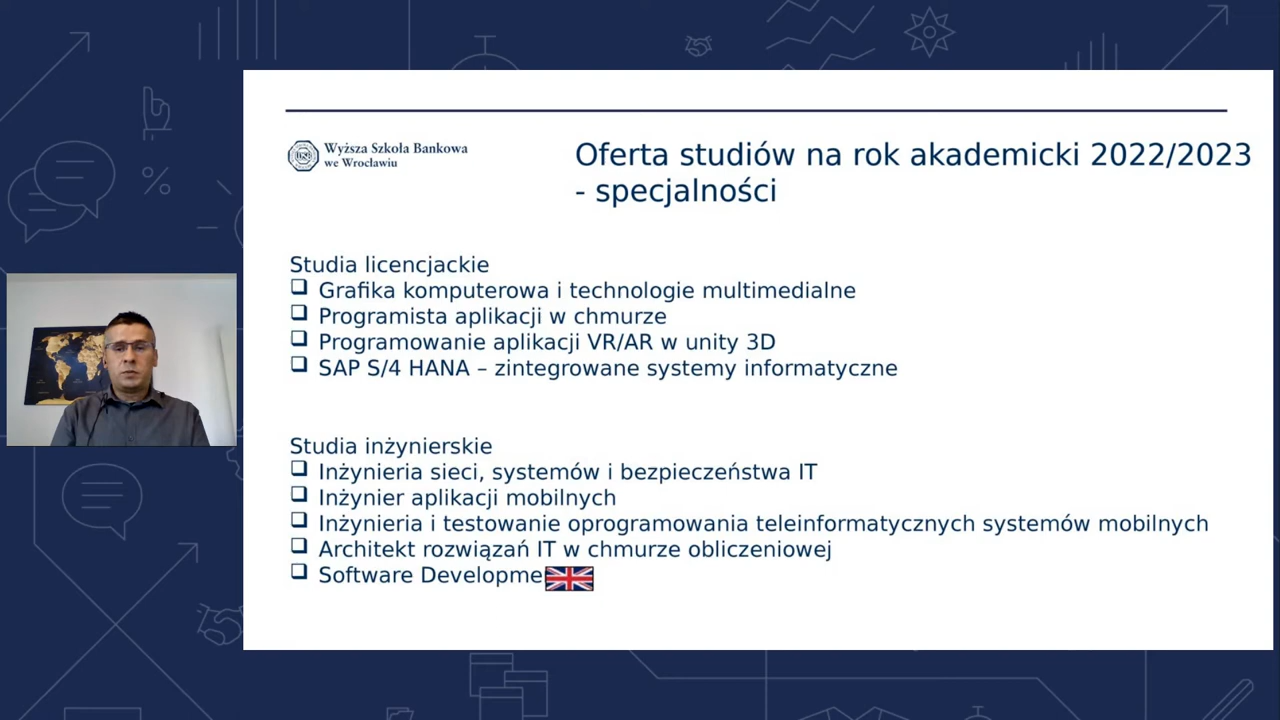 Wyższa Szkoła Bankowa
we Wrocławiu
Oferta studiów na rok akademicki 2022/2023
- specjalności
Studia licencjackie
Grafika komputerowa i technologie multimedialne
Programista aplikacji w chmurze
Programowanie aplikacji VR/AR w unity 3D
SAP S/4 HANA – zintegrowane systemy informatyczne
Studia inżynierskie
Inżynieria sieci, systemów i bezpieczeństwa IT
Inżynier aplikacji mobilnych
Inżynieria i testowanie oprogramowania teleinformatycznych systemów mobilnych
Architekt rozwiązań IT w chmurze obliczeniowej
Software Developme